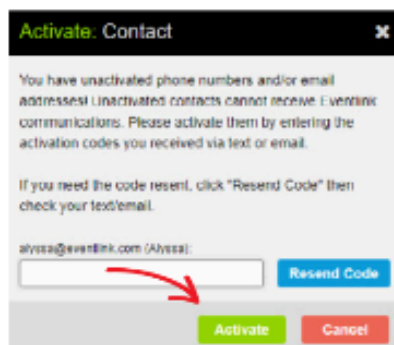 Activate: Contact
You have unactivated phone numbers and/or email
addresses! Unactivated contacts cannot receive Eventlink
communications. Please activate them by entering the
activation codes you received via text or email.
If you need the code resent, click "Resend Code" then
check your text/email.
alyssa@eventlink.com (Alyssa):
Resend Code
Activate
Cancel